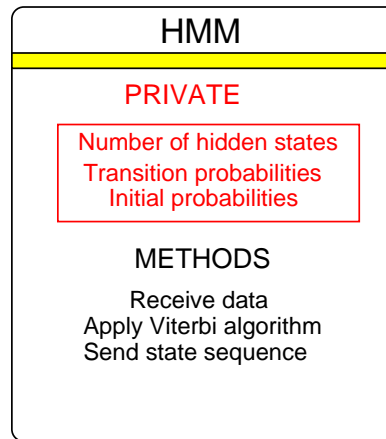 HMM
PRIVATE
Number of hidden states
Transition probabilities
Initial probabilities
METHODS
Receive data
Apply Viterbi algorithm
Send state sequence